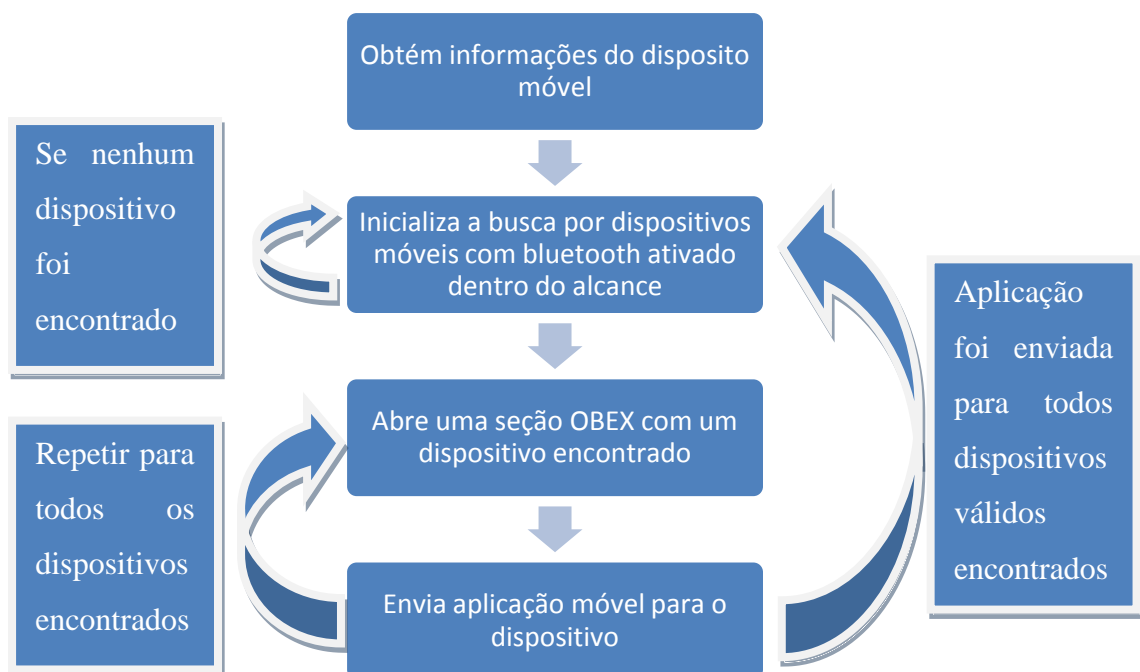 Obtém informações do disposito
móvel
Se nenhum
dispositivo
foi
encontrado
Inicializa a busca por dispositivos
móveis com bluetooth ativado
dentro do alcance
Aplicação
foi enviada
para todos
dispositivos
válidos
encontrados
Abre uma seção OBEX com um
dispositivo encontrado
Repetir para
todos os
dispositivos
encontrados
Envia aplicação móvel para o
dispositivo